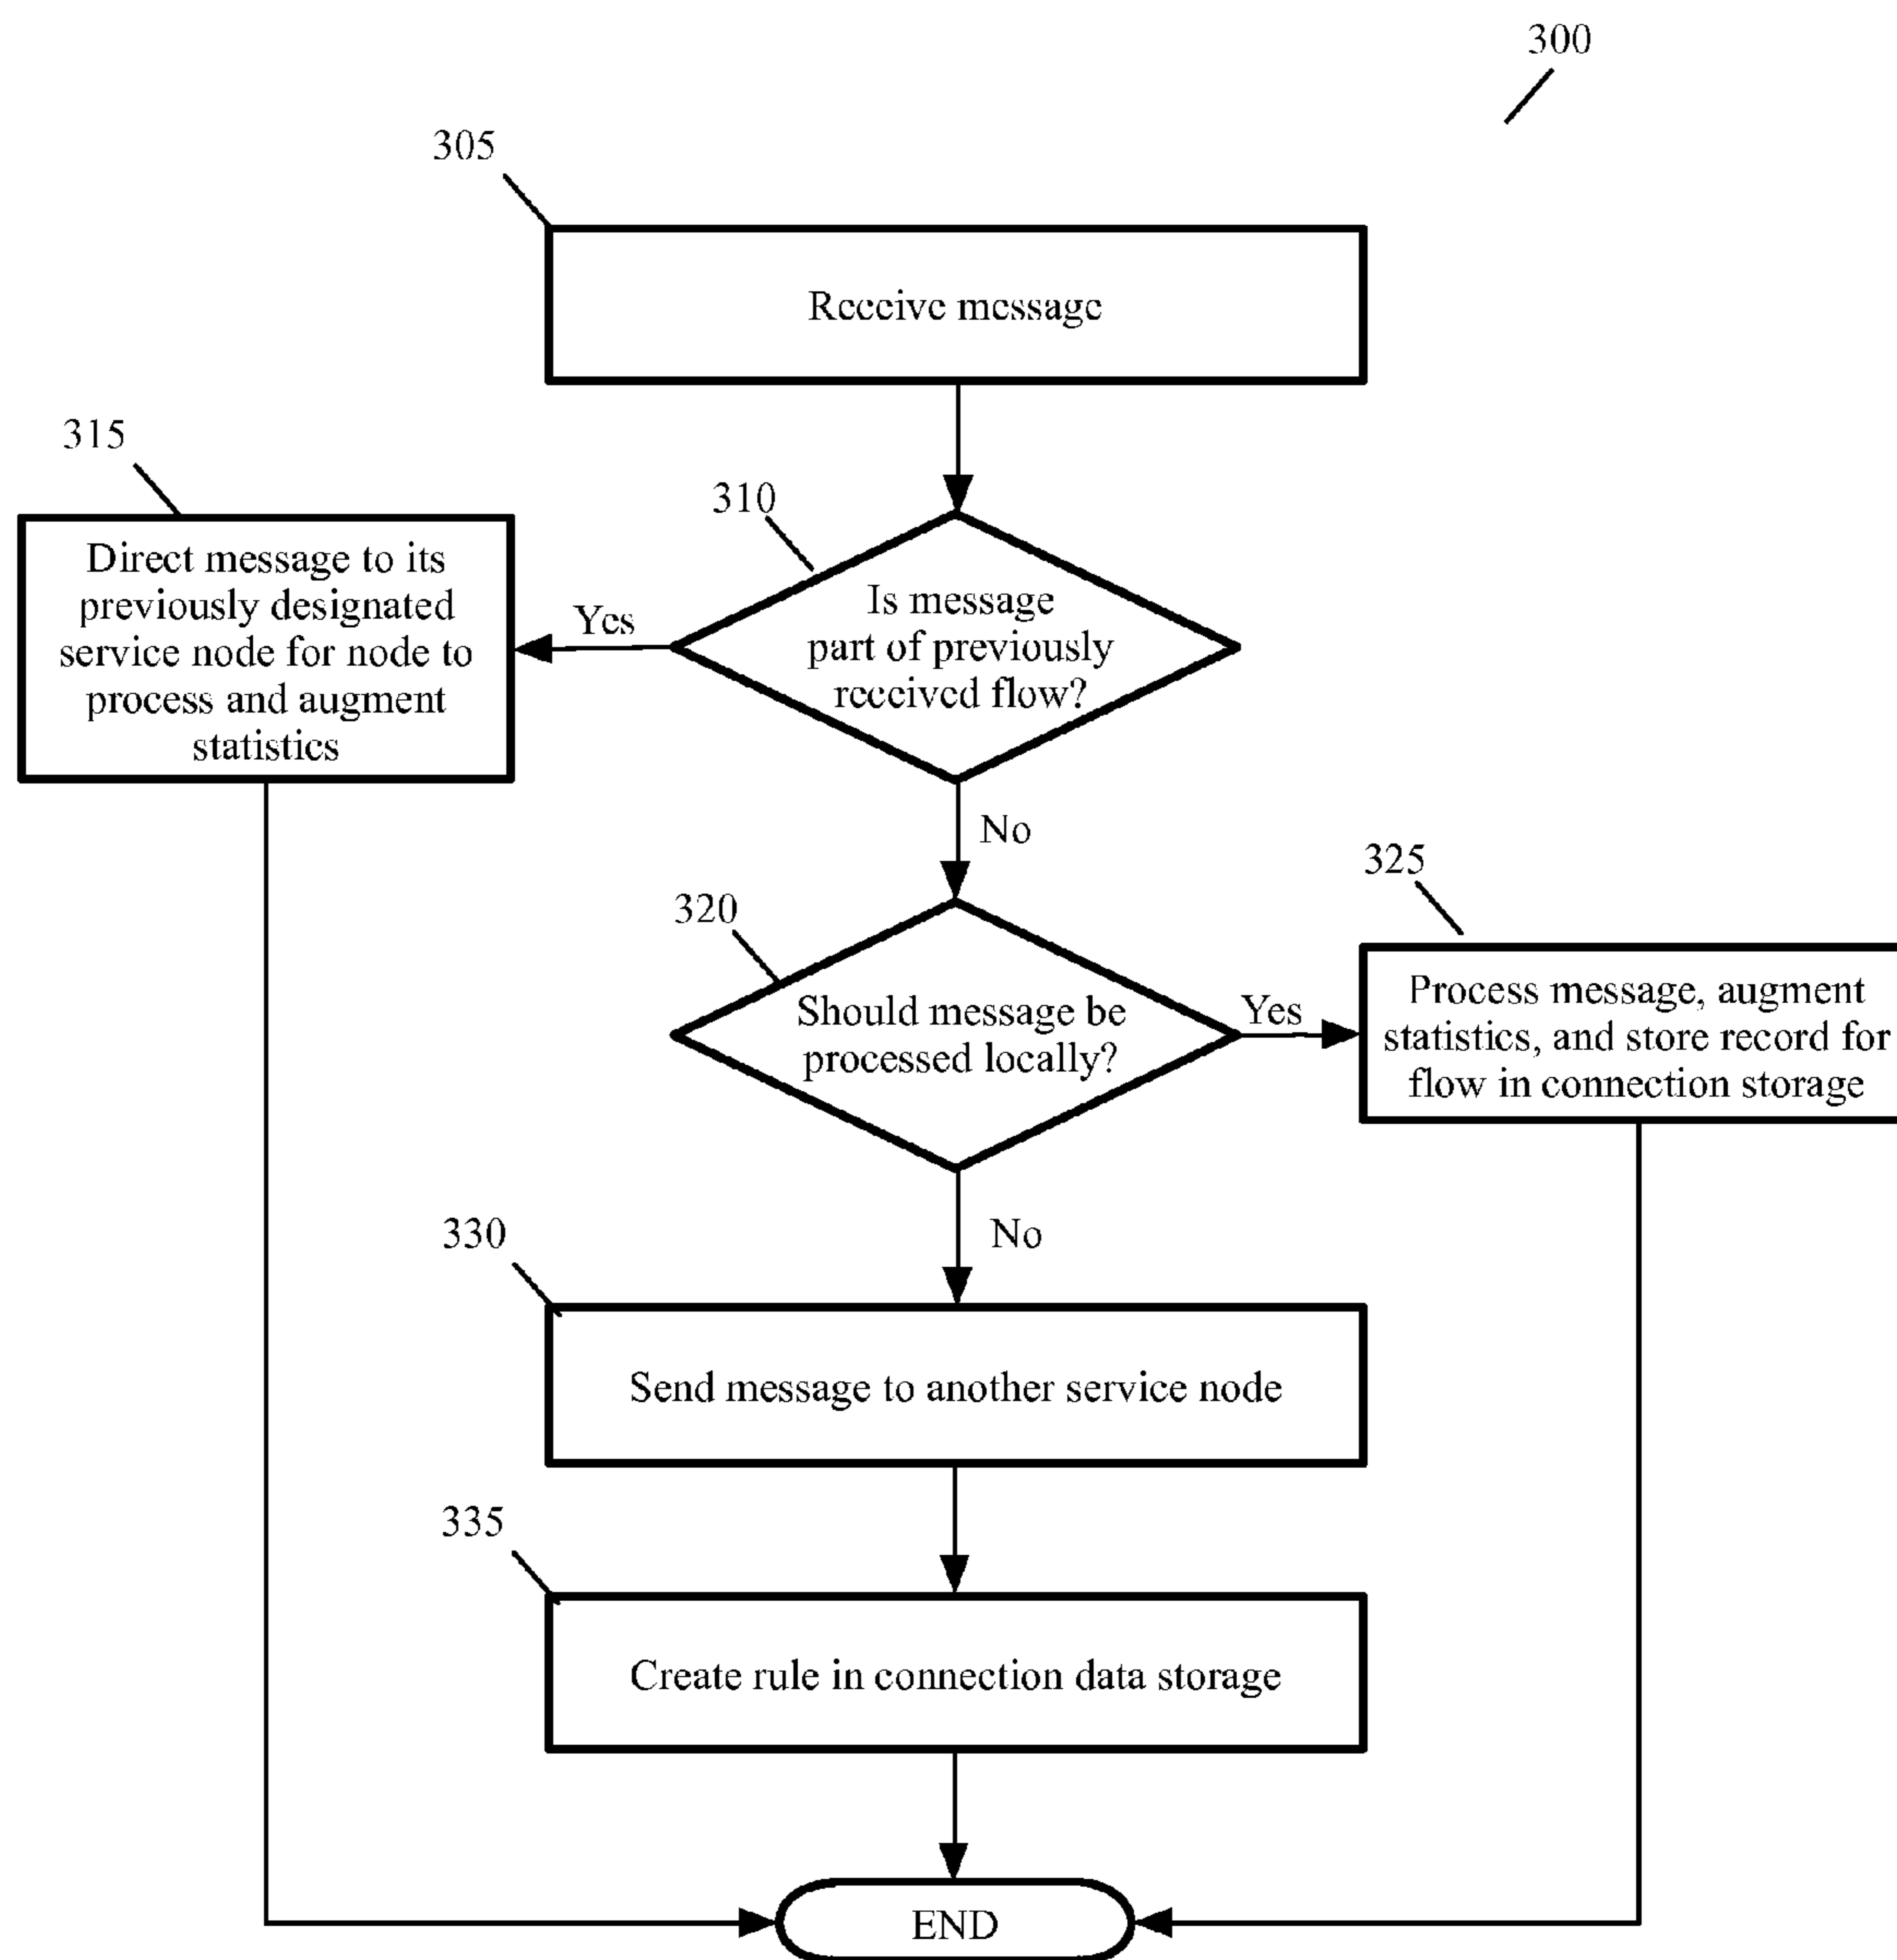 300
305
Receive message
315
310
Direct message to its
previously designated
service node for node to
process and augment
statistics
Yes
Is message
part of previously
received flow?
No
325
320
Should message be
processed locally?
Yes
Process message, augment
statistics, and store record for
flow in connection storage
No
330
Send message to another service node
335
Create rule in connection data storage
END